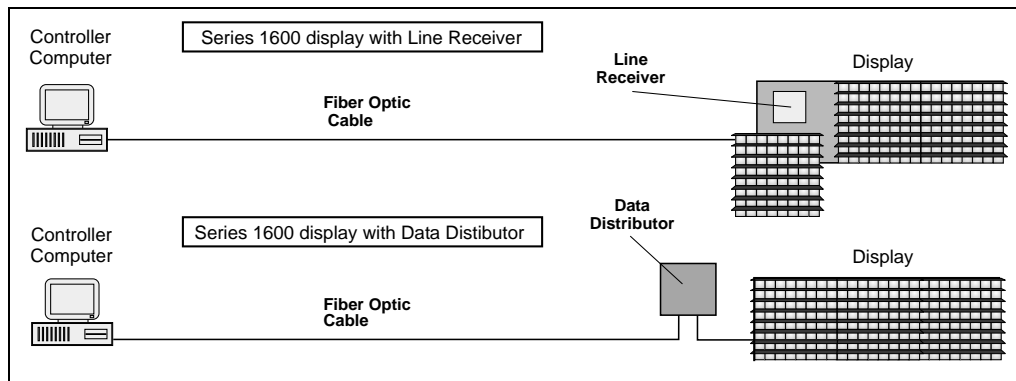 Controller
Computer
Series 1600 display with Line Receiver
Line
Receiver
Display
Fiber Optic
Cable
Controller
Computer
Series 1600 display with Data Distibutor
Data
Distributor
Display
Fiber Optic
Cable